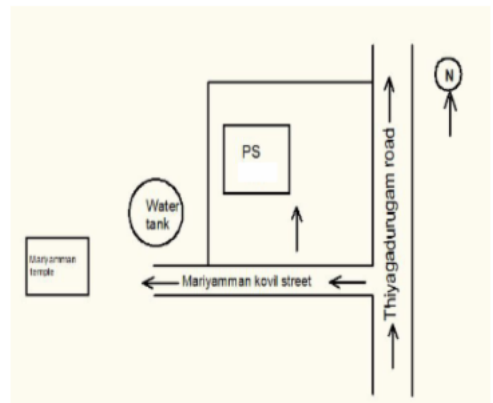 N
PS
Thiyagadurugam road
Water
tank
Mariyamman
temple
Mariyamman kovil street